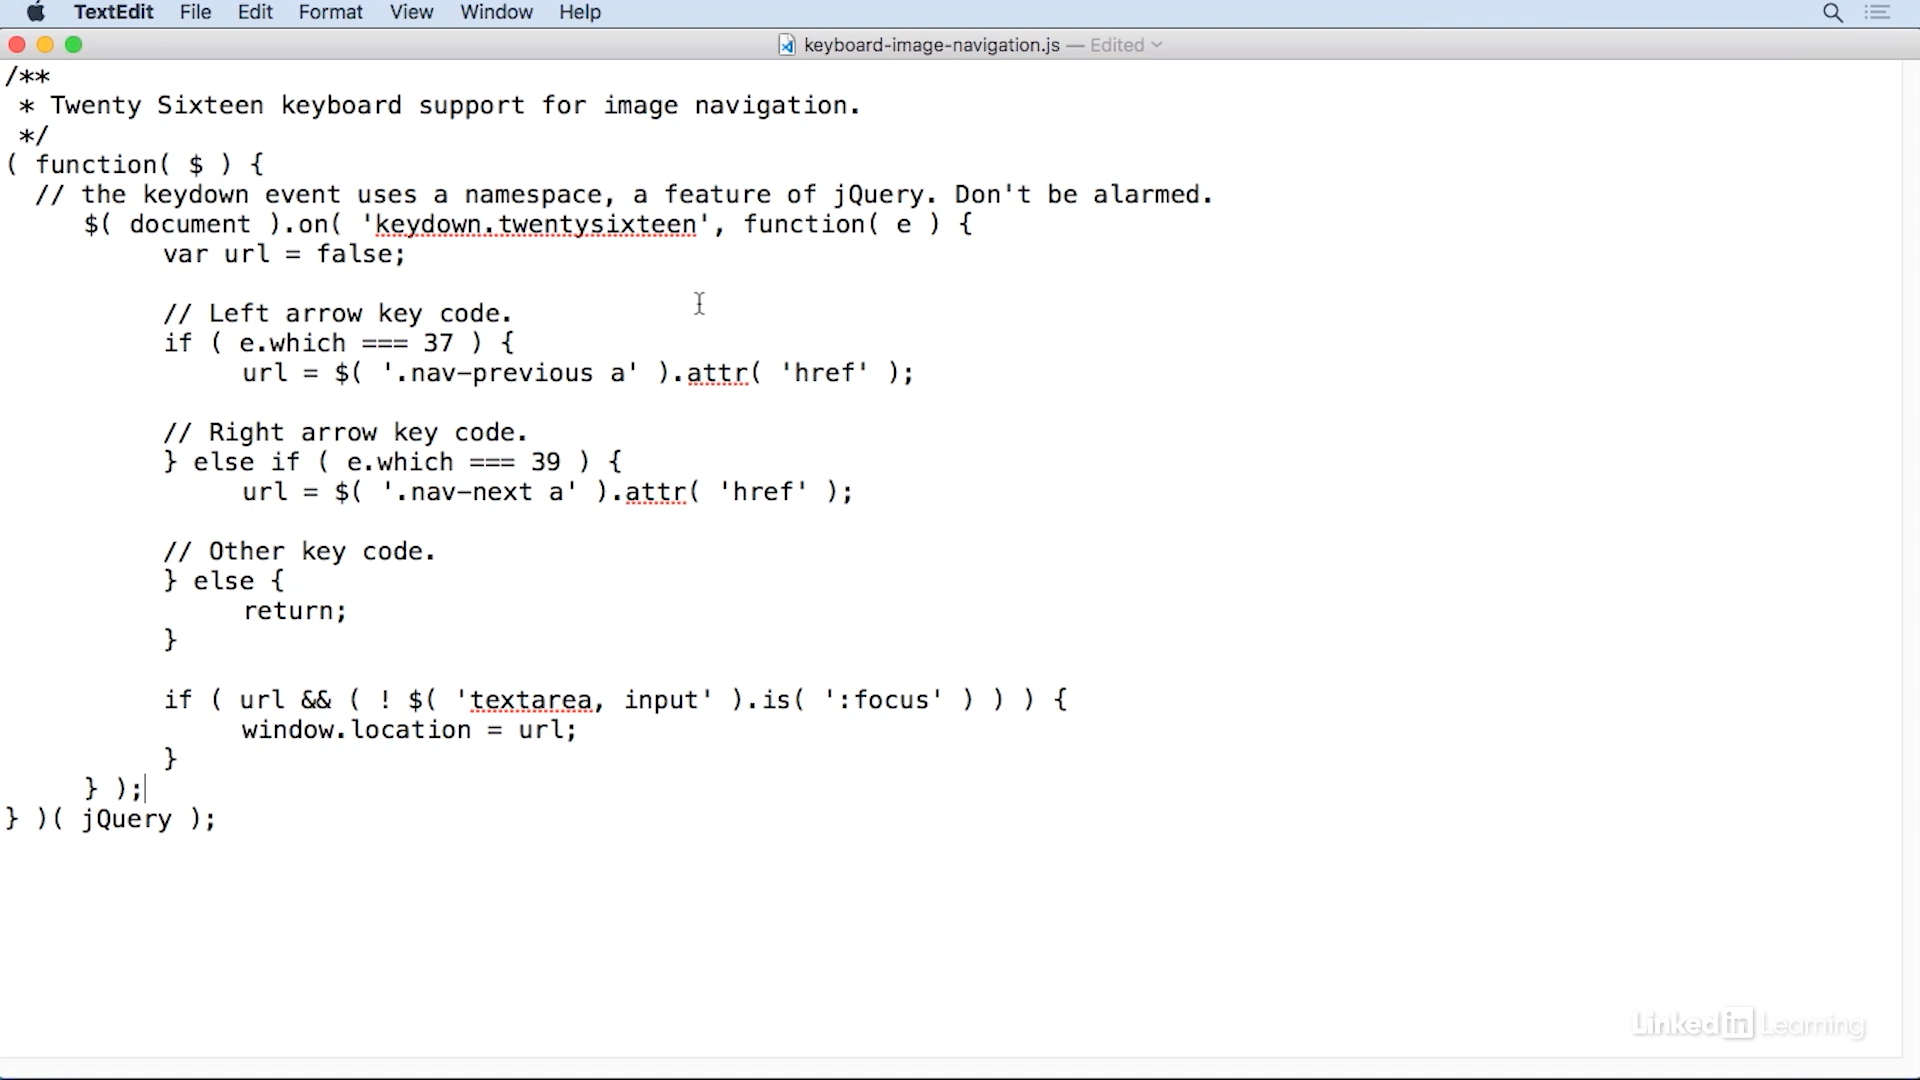 TextEdit File Edit Format View Window Help
keyboard-image-navigation.js — Edited
/**
 * Twenty Sixteen keyboard support for image navigation.
 */
( function( $ ) {
  // the keydown event uses a namespace, a feature of jQuery. Don't be alarmed.
     $( document ).on( 'keydown.twentysixteen', function( e ) {
          var url = false;
          // Left arrow key code.
          if ( e.which === 37 ) {
               url = $( '.nav-previous a' ).attr( 'href' );
          // Right arrow key code.
          } else if ( e.which === 39 ) {
               url = $( '.nav-next a' ).attr( 'href' );
          // Other key code.
          } else {
               return;
          }
          if ( url && ( ! $( 'textarea, input' ).is( ':focus' ) ) ) {
               window.location = url;
          }
     } );
} )( jQuery );
Linked in Learning